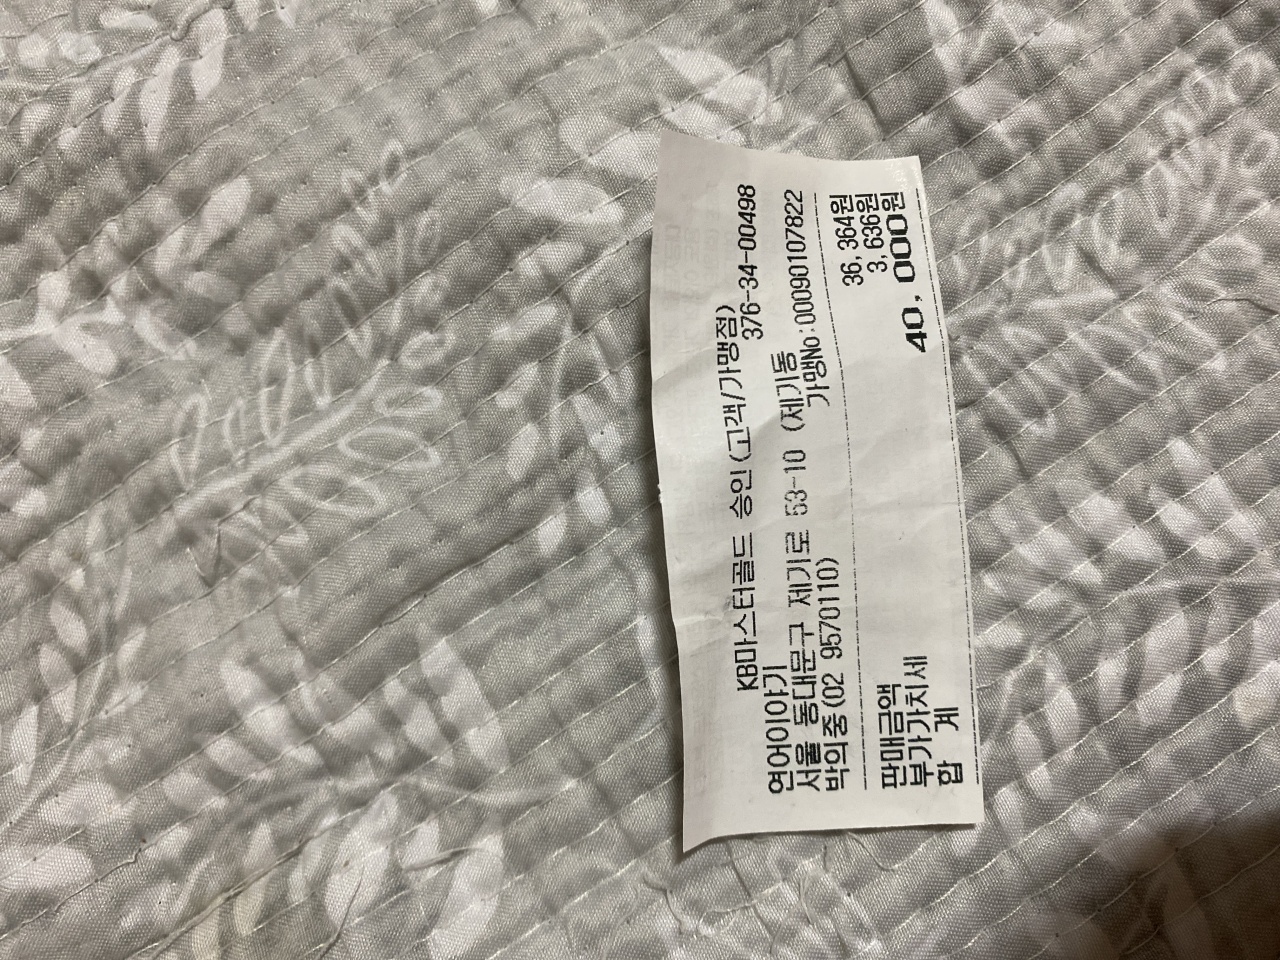 KB마스터골드 승인(고객/가맹점)
연어이야기 376-34-00498
서울 동대문구 제기로 53-10 (제기동
박의중(02 9570110) 가맹No:00090107822
판매금액 36,364원
부가가치세 3,636원
합 계 40,000원